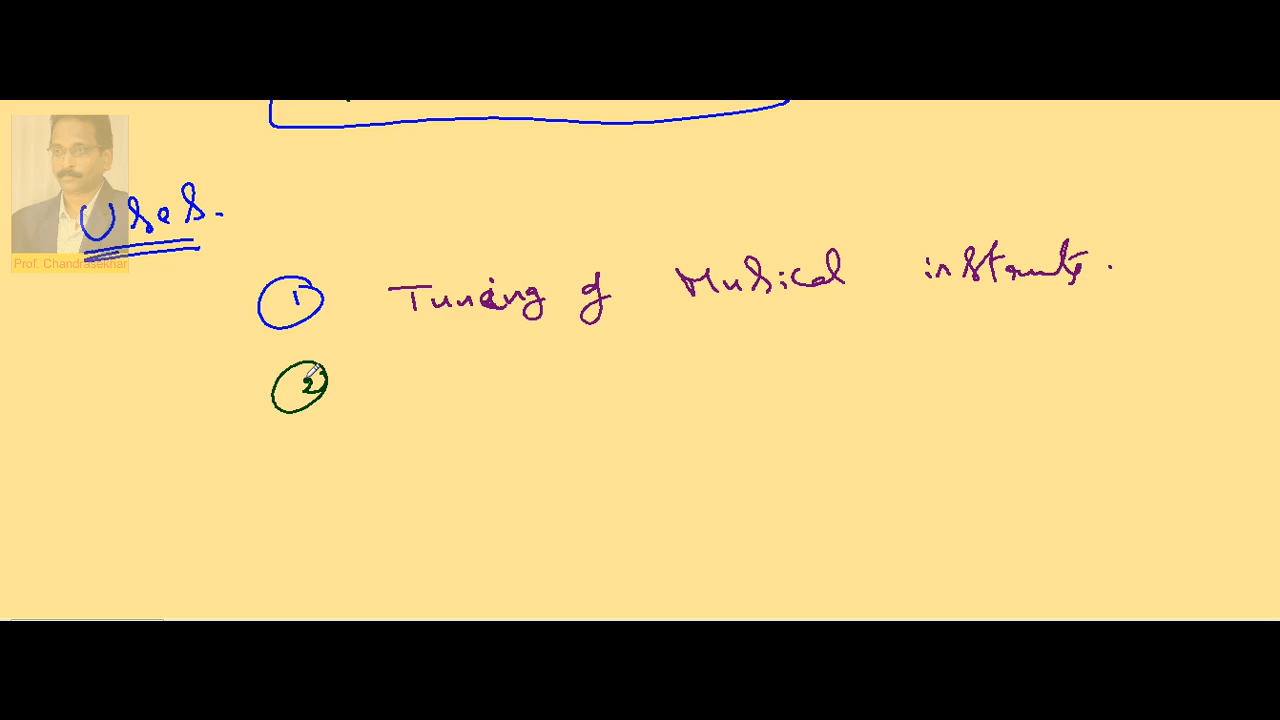 Uses.
Prof. Chandrasekhar
① Tuning of Musical instruments.
②